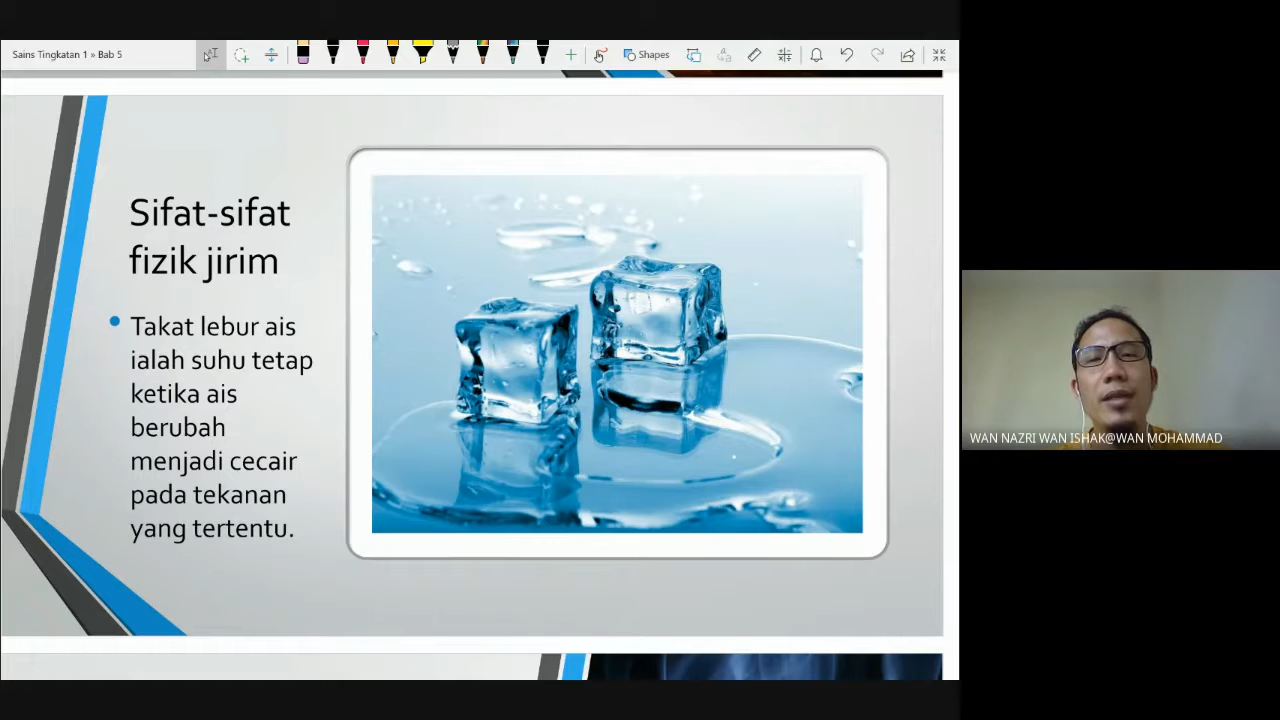 Sains Tingkatan 1 » Bab 5
Shapes
Sifat-sifat
fizik jirim
Takat lebur ais
ialah suhu tetap
ketika ais
berubah
menjadi cecair
pada tekanan
yang tertentu.
WAN NAZRI WAN ISHAK@WAN MOHAMMAD